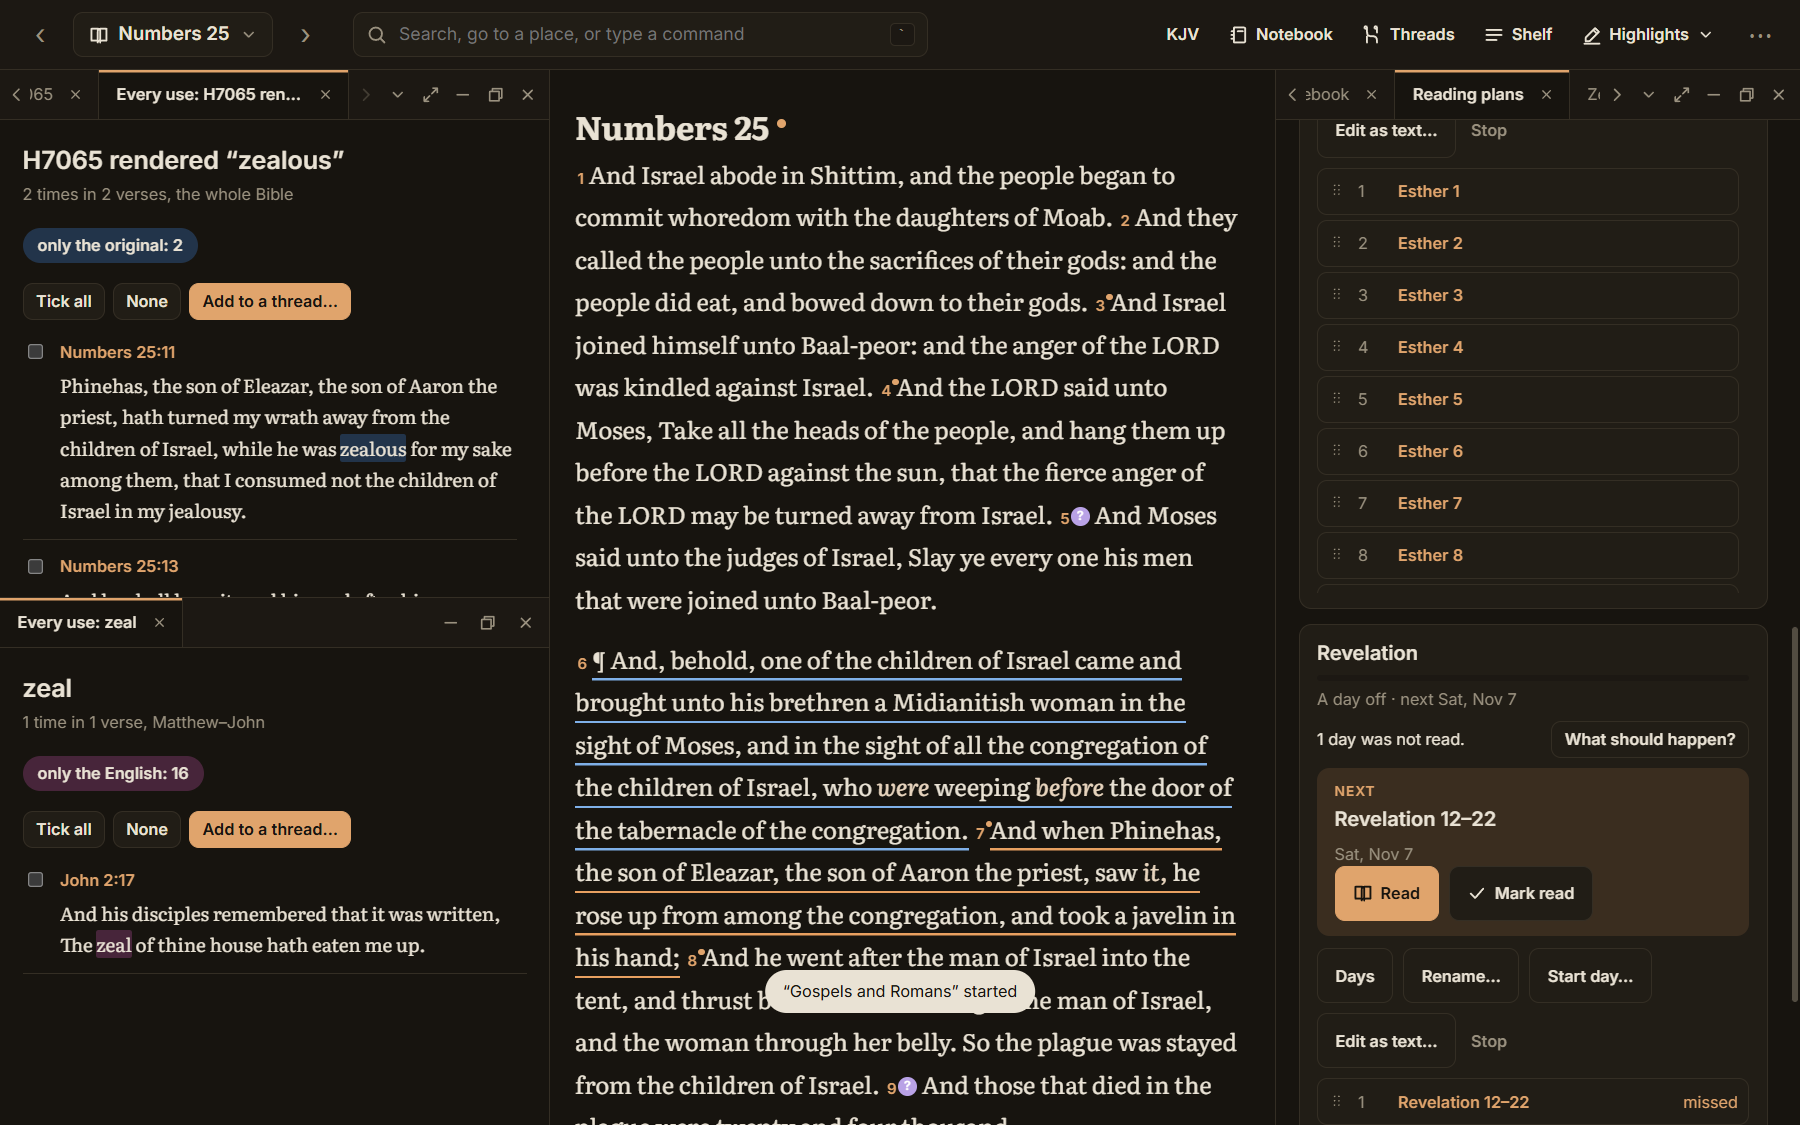 Numbers 25
Search, go to a place, or type a command
`
KJV
Notebook
Threads
Shelf
Highlights
065
Every use: H7065 ren...
H7065 rendered “zealous”
2 times in 2 verses, the whole Bible
only the original: 2
Tick all
None
Add to a thread...
Numbers 25:11
Phinehas, the son of Eleazar, the son of Aaron the
priest, hath turned my wrath away from the
children of Israel, while he was zealous for my sake
among them, that I consumed not the children of
Israel in my jealousy.
Numbers 25:13
Every use: zeal
zeal
1 time in 1 verse, Matthew–John
only the English: 16
Tick all
None
Add to a thread...
John 2:17
And his disciples remembered that it was written,
The zeal of thine house hath eaten me up.
Numbers 25
1 And Israel abode in Shittim, and the people began to
commit whoredom with the daughters of Moab. 2 And they
called the people unto the sacrifices of their gods: and the
people did eat, and bowed down to their gods. 3 And Israel
joined himself unto Baal-peor: and the anger of the LORD
was kindled against Israel. 4 And the LORD said unto
Moses, Take all the heads of the people, and hang them up
before the LORD against the sun, that the fierce anger of
the LORD may be turned away from Israel. 5 ? And Moses
said unto the judges of Israel, Slay ye every one his men
that were joined unto Baal-peor.
6 ¶ And, behold, one of the children of Israel came and
brought unto his brethren a Midianitish woman in the
sight of Moses, and in the sight of all the congregation of
the children of Israel, who were weeping before the door of
the tabernacle of the congregation. 7 And when Phinehas,
the son of Eleazar, the son of Aaron the priest, saw it, he
rose up from among the congregation, and took a javelin in
his hand; 8 And he went after the man of Israel into the
tent, and thrust man of Israel,
“Gospels and Romans” started
and the woman through her belly. So the plague was stayed
from the children of Israel. 9 ? And those that died in the
plague were twenty and four thousand.
ebook
Reading plans
Edit as text...
Stop
1 Esther 1
2 Esther 2
3 Esther 3
4 Esther 4
5 Esther 5
6 Esther 6
7 Esther 7
8 Esther 8
Revelation
A day off · next Sat, Nov 7
1 day was not read.
What should happen?
NEXT
Revelation 12–22
Sat, Nov 7
Read
Mark read
Days
Rename...
Start day...
Edit as text...
Stop
1 Revelation 12–22 missed